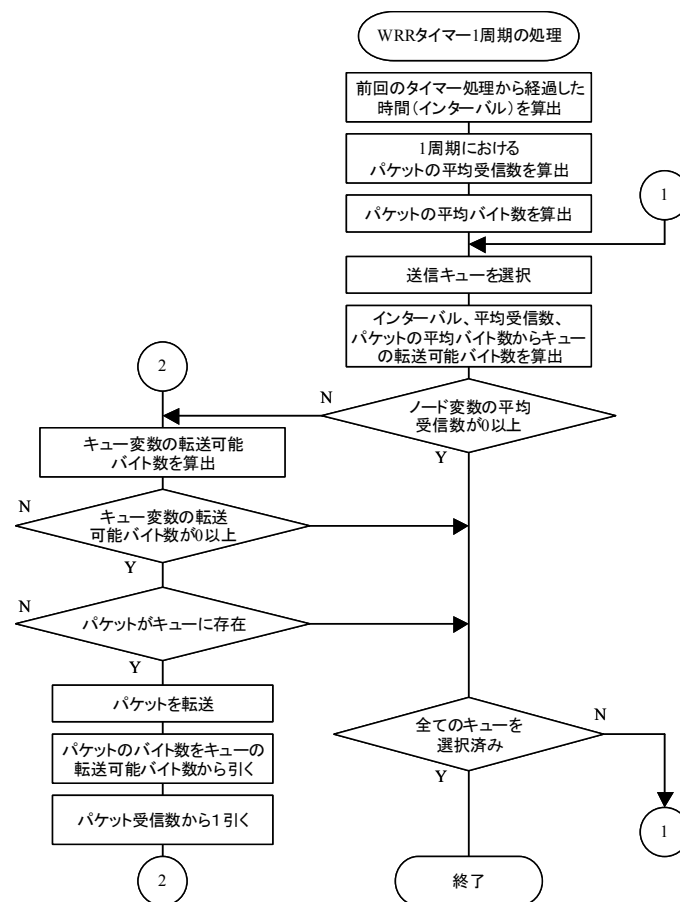 WRRタイマー1周期の処理
前回のタイマー処理から経過した
時間(インターバル)を算出
1周期における
パケットの平均受信数を算出
1
パケットの平均バイト数を算出
送信キューを選択
インターバル、平均受信数、
パケットの平均バイト数からキュー
の転送可能バイト数を算出
2
N
ノード変数の平均
受信数が0以上
Y
キュー変数の転送可能
バイト数を算出
N
キュー変数の転送
可能バイト数が0以上
Y
N
パケットがキューに存在
Y
パケットを転送
全てのキューを
選択済み
N
Y
パケットのバイト数をキューの
転送可能バイト数から引く
パケット受信数から1引く
1
2
終了